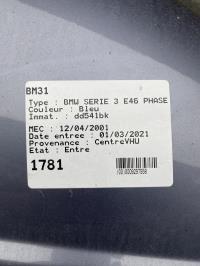 BM31
Type : BMW SERIE 3 E46 PHASE
Couleur : Bleu
Inmat. : dd541bk
MEC : 12/04/2001
Date entree : 01/03/2021
Provenance : CentreVHU
Etat : Entre
1781